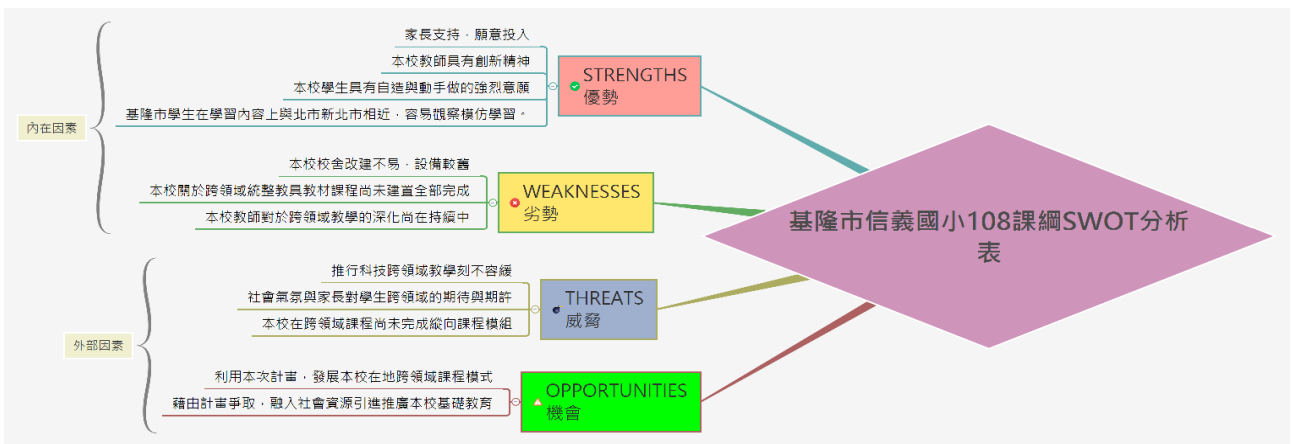 家長支持，願意投入
本校教師具有創新精神
本校學生具有自造與動手做的強烈意願
基隆市學生在學習內容上與北市新北市相近，容易觀察模仿學習。
STRENGTHS
優勢
內在因素
本校校舍改建不易，設備較舊
本校關於跨領域統整教具教材課程尚未建置全部完成
本校教師對於跨領域教學的深化尚在持續中
WEAKNESSES
劣勢
基隆市信義國小108課綱SWOT分析
表
推行科技跨領域教學刻不容緩
社會氣氛與家長對學生跨領域的期待與期許
本校在跨領域課程尚未完成縱向課程模組
THREATS
威脅
外部因素
利用本次計畫，發展本校在地跨領域課程模式
藉由計畫爭取，融入社會資源引進推廣本校基礎教育
OPPORTUNITIES
機會